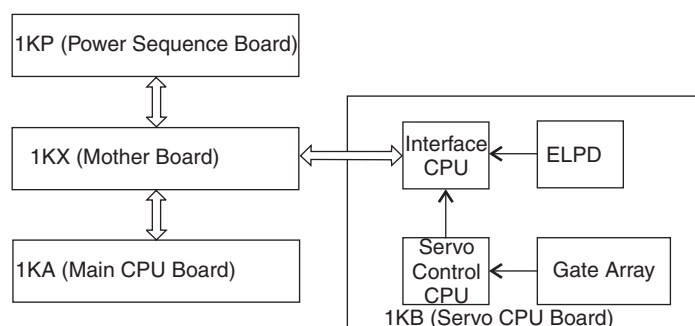 1KP (Power Sequence Board)
1KX (Mother Board)
Interface
CPU
ELPD
1KA (Main CPU Board)
Servo
Control
CPU
Gate Array
1KB (Servo CPU Board)